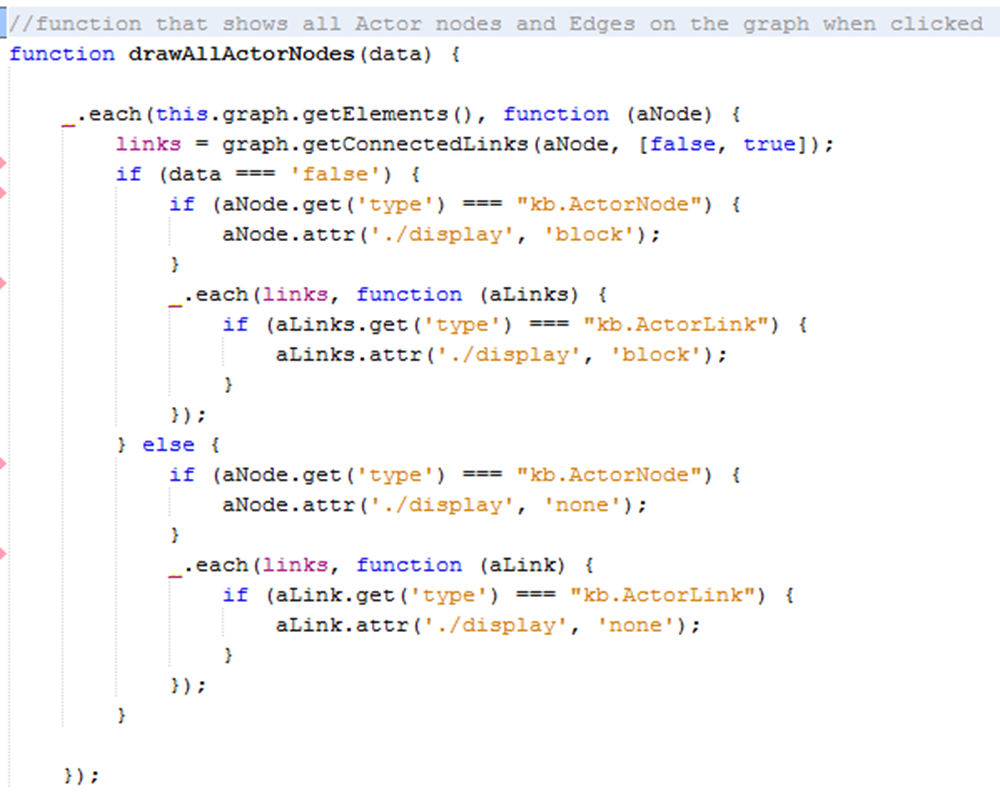 //function that shows all Actor nodes and Edges on the graph when clicked
function drawAllActorNodes(data) {
_.each(this.graph.getElements(), function (aNode) {
links = graph.getConnectedLinks(aNode, [false, true]);
if (data === 'false') {
if (aNode.get('type') === "kb.ActorNode") {
aNode.attr('./display', 'block');
}
_.each(links, function (aLinks) {
if (aLinks.get('type') === "kb.ActorLink") {
aLinks.attr('./display', 'block');
}
});
} else {
if (aNode.get('type') === "kb.ActorNode") {
aNode.attr('./display', 'none');
}
_.each(links, function (aLink) {
if (aLink.get('type') === "kb.ActorLink") {
aLink.attr('./display', 'none');
}
});
}
});